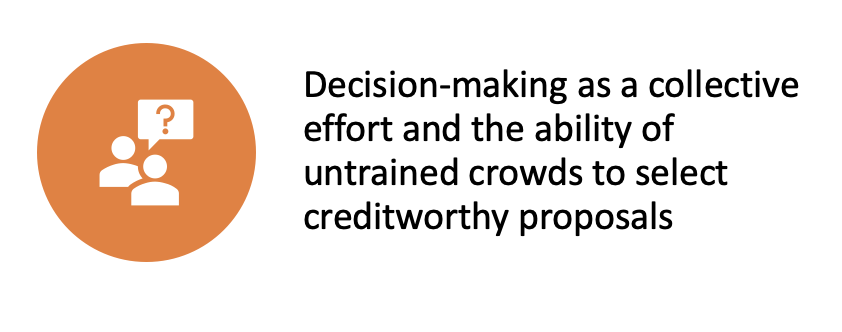 ?
Decision-making as a collective
effort and the ability of
untrained crowds to select
creditworthy proposals